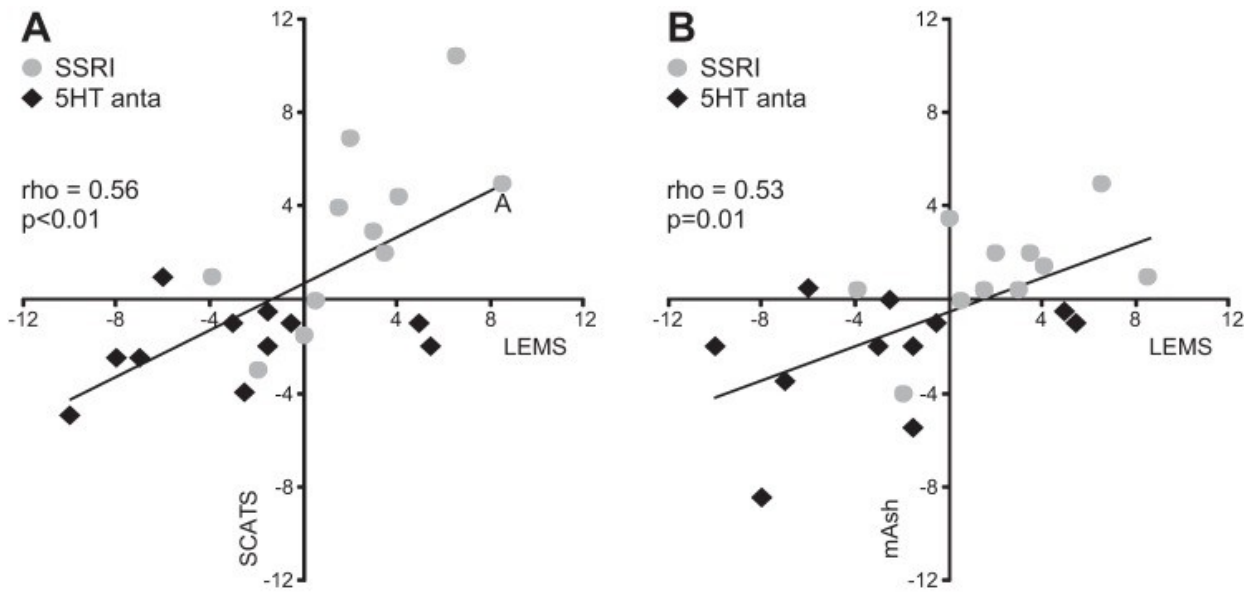 A
SSRI
5HT anta
rho = 0.56
p<0.01
12
8
4
A
-12
-8
-4
4
8
12
LEMS
-4
-8
-12
SCATS
B
SSRI
5HT anta
rho = 0.53
p=0.01
12
8
4
-12
-8
-4
4
8
12
LEMS
-4
-8
-12
mAsh